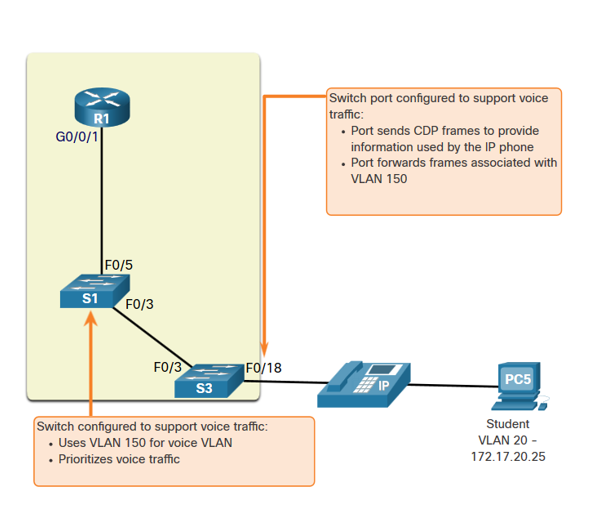 Switch port configured to support voice
traffic:
• Port sends CDP frames to provide
information used by the IP phone
• Port forwards frames associated with
VLAN 150
R1
G0/0/1
F0/5
S1
F0/3
F0/3
S3
F0/18
IP
PC5
Student
VLAN 20 -
172.17.20.25
Switch configured to support voice traffic:
• Uses VLAN 150 for voice VLAN
• Prioritizes voice traffic